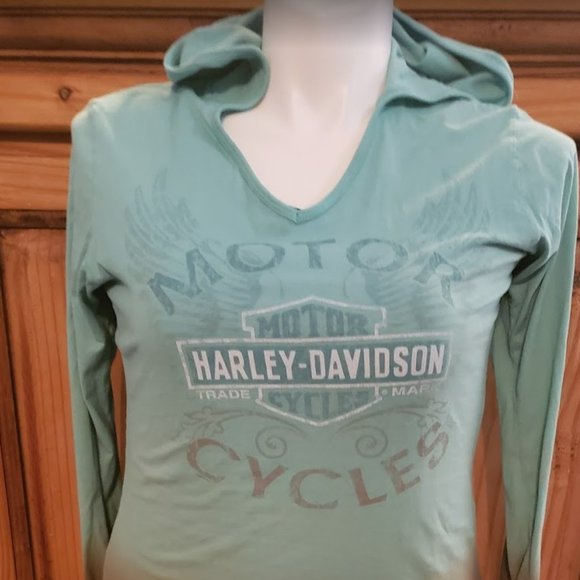 MOTOR
MOTOR
HARLEY-DAVIDSON
TRADE MARK
CYCLES
CYCLES